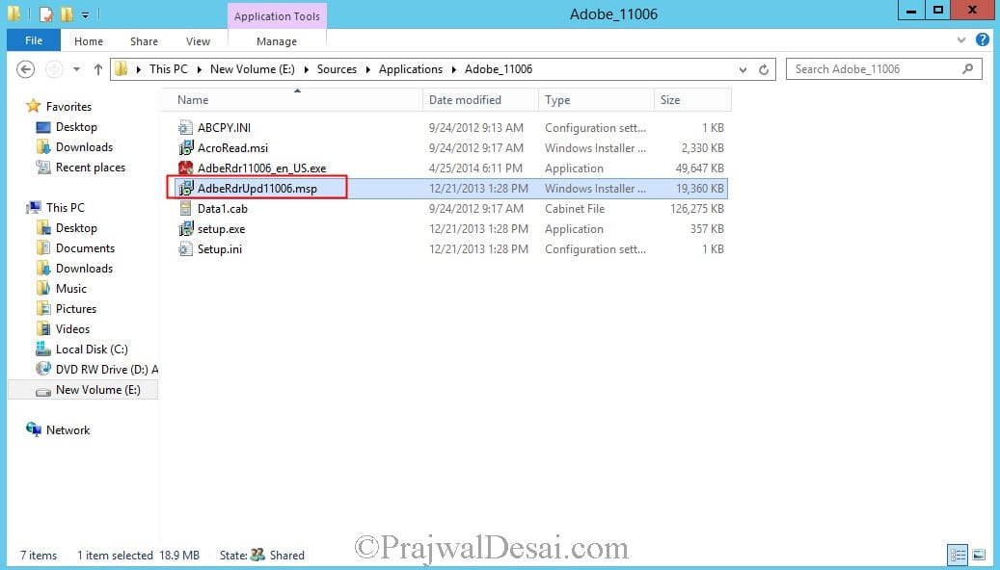 Application Tools
Adobe_11006
File Home Share View Manage
This PC New Volume (E:) Sources Applications Adobe_11006 Search Adobe_11006
Name Date modified Type Size
Favorites
Desktop
Downloads
Recent places
This PC
Desktop
Documents
Downloads
Music
Pictures
Videos
Local Disk (C:)
DVD RW Drive (D:) A
New Volume (E:)
Network
ABCPY.INI 9/24/2012 9:13 AM Configuration sett... 1 KB
AcroRead.msi 9/24/2012 9:17 AM Windows Installer ... 2,330 KB
AdbeRdr11006_en_US.exe 4/25/2014 6:11 PM Application 49,647 KB
AdbeRdrUpd11006.msp 12/21/2013 1:28 PM Windows Installer ... 19,360 KB
Data1.cab 9/24/2012 9:17 AM Cabinet File 126,275 KB
setup.exe 12/21/2013 1:28 PM Application 357 KB
Setup.ini 12/21/2013 1:28 PM Configuration sett... 1 KB
7 items 1 item selected 18.9 MB State: Shared
©PrajwalDesai.com